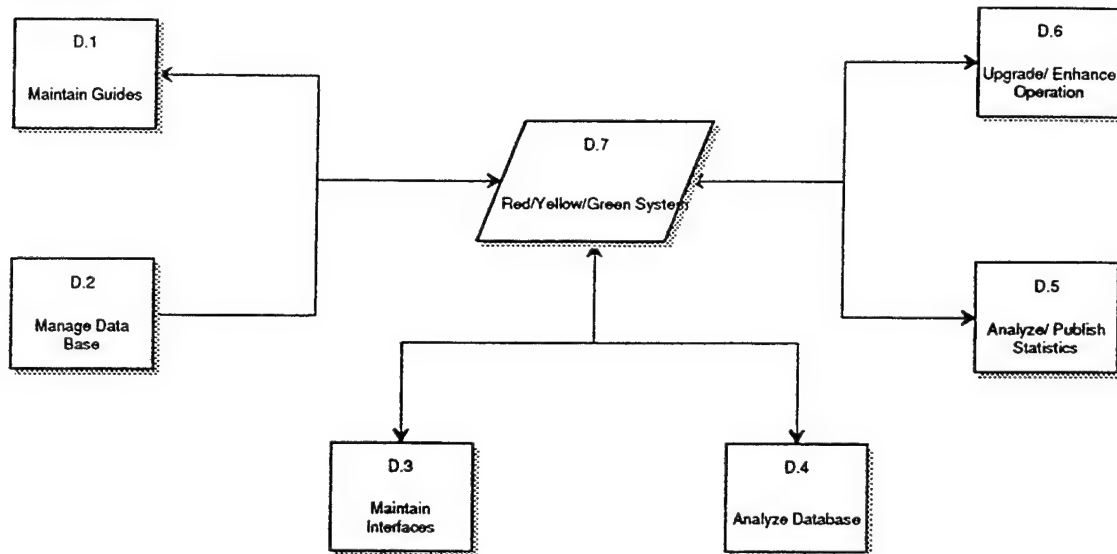 D.1
Maintain Guides
D.6
Upgrade/ Enhance
Operation
D.7
Red/Yellow/Green System
D.2
Manage Data
Base
D.5
Analyze/ Publish
Statistics
D.3
Maintain
Interfaces
D.4
Analyze Database